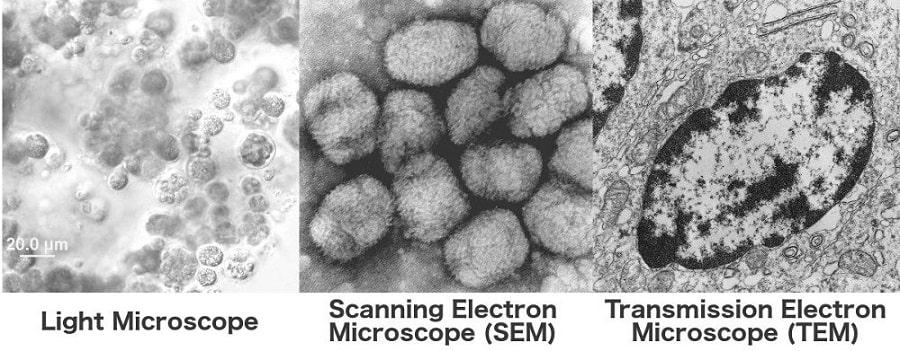 20.0 µm
Light Microscope
Scanning Electron
Microscope (SEM)
Transmission Electron
Microscope (TEM)